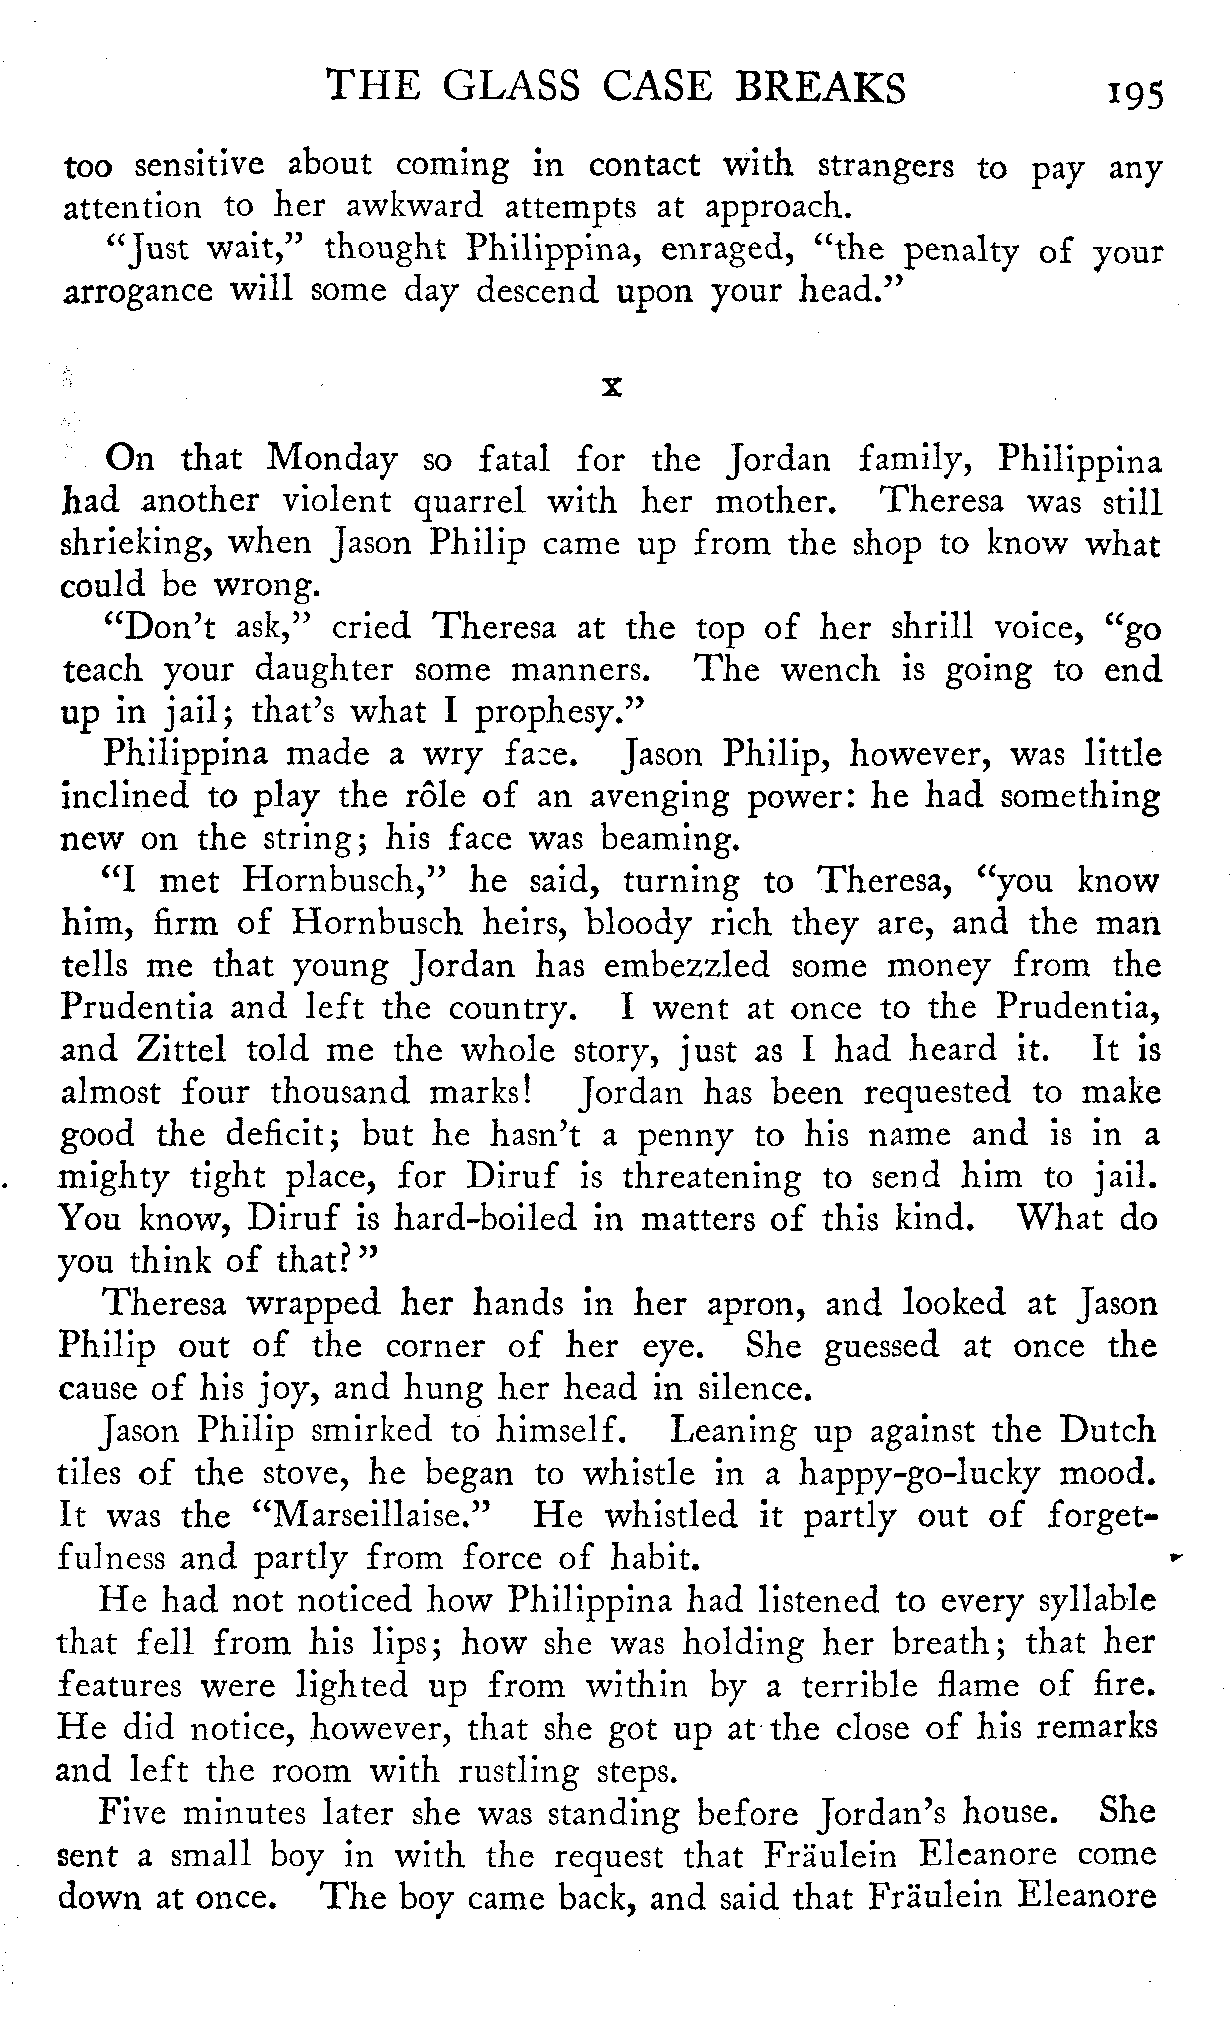 THE GLASS CASE BREAKS 195
too sensitive about coming in contact with strangers to pay any
attention to her awkward attempts at approach.
“Just wait,” thought Philippina, enraged, “the penalty of your
arrogance will some day descend upon your head.”
X
On that Monday so fatal for the Jordan family, Philippina
had another violent quarrel with her mother. Theresa was still
shrieking, when Jason Philip came up from the shop to know what
could be wrong.
“Don’t ask,” cried Theresa at the top of her shrill voice, “go
teach your daughter some manners. The wench is going to end
up in jail; that’s what I prophesy.”
Philippina made a wry face. Jason Philip, however, was little
inclined to play the rôle of an avenging power: he had something
new on the string; his face was beaming.
“I met Hornbusch,” he said, turning to Theresa, “you know
him, firm of Hornbusch heirs, bloody rich they are, and the man
tells me that young Jordan has embezzled some money from the
Prudentia and left the country. I went at once to the Prudentia,
and Zittel told me the whole story, just as I had heard it. It is
almost four thousand marks! Jordan has been requested to make
good the deficit; but he hasn’t a penny to his name and is in a
mighty tight place, for Diruf is threatening to send him to jail.
You know, Diruf is hard-boiled in matters of this kind. What do
you think of that?”
Theresa wrapped her hands in her apron, and looked at Jason
Philip out of the corner of her eye. She guessed at once the
cause of his joy, and hung her head in silence.
Jason Philip smirked to himself. Leaning up against the Dutch
tiles of the stove, he began to whistle in a happy-go-lucky mood.
It was the “Marseillaise.” He whistled it partly out of forget-
fulness and partly from force of habit.
He had not noticed how Philippina had listened to every syllable
that fell from his lips; how she was holding her breath; that her
features were lighted up from within by a terrible flame of fire.
He did notice, however, that she got up at the close of his remarks
and left the room with rustling steps.
Five minutes later she was standing before Jordan’s house. She
sent a small boy in with the request that Fräulein Eleanore come
down at once. The boy came back, and said that Fräulein Eleanore